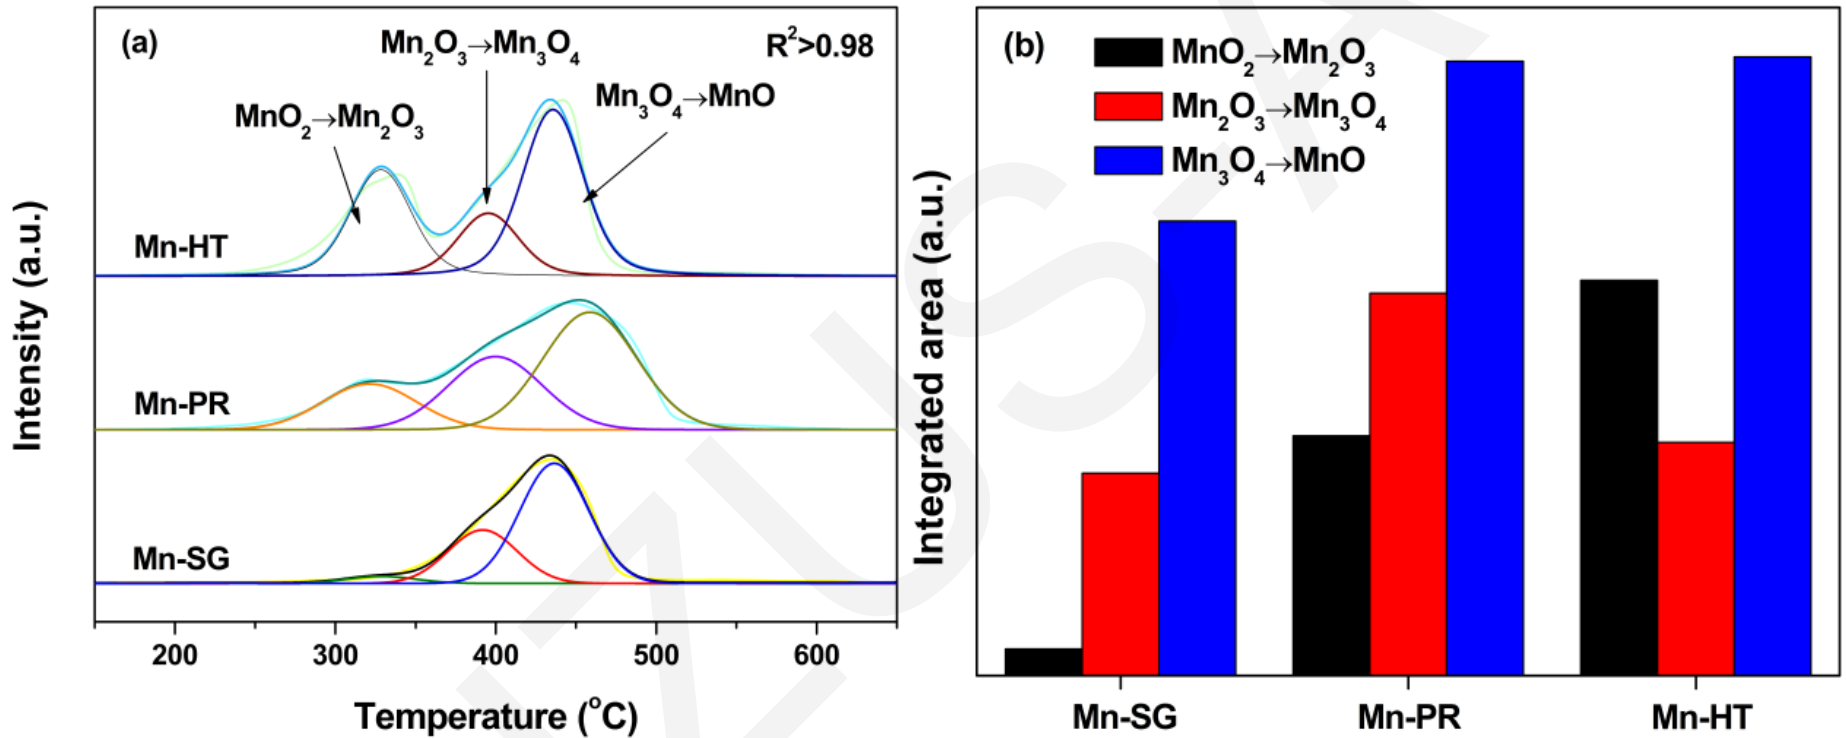 (a)
Mn₂O₃→Mn₃O₄
R²>0.98
Mn₃O₄→MnO
MnO₂→Mn₂O₃
Mn-HT
Mn-PR
Mn-SG
Intensity (a.u.)
200 300 400 500 600
Temperature (°C)
(b)
MnO₂→Mn₂O₃
Mn₂O₃→Mn₃O₄
Mn₃O₄→MnO
Integrated area (a.u.)
Mn-SG Mn-PR Mn-HT